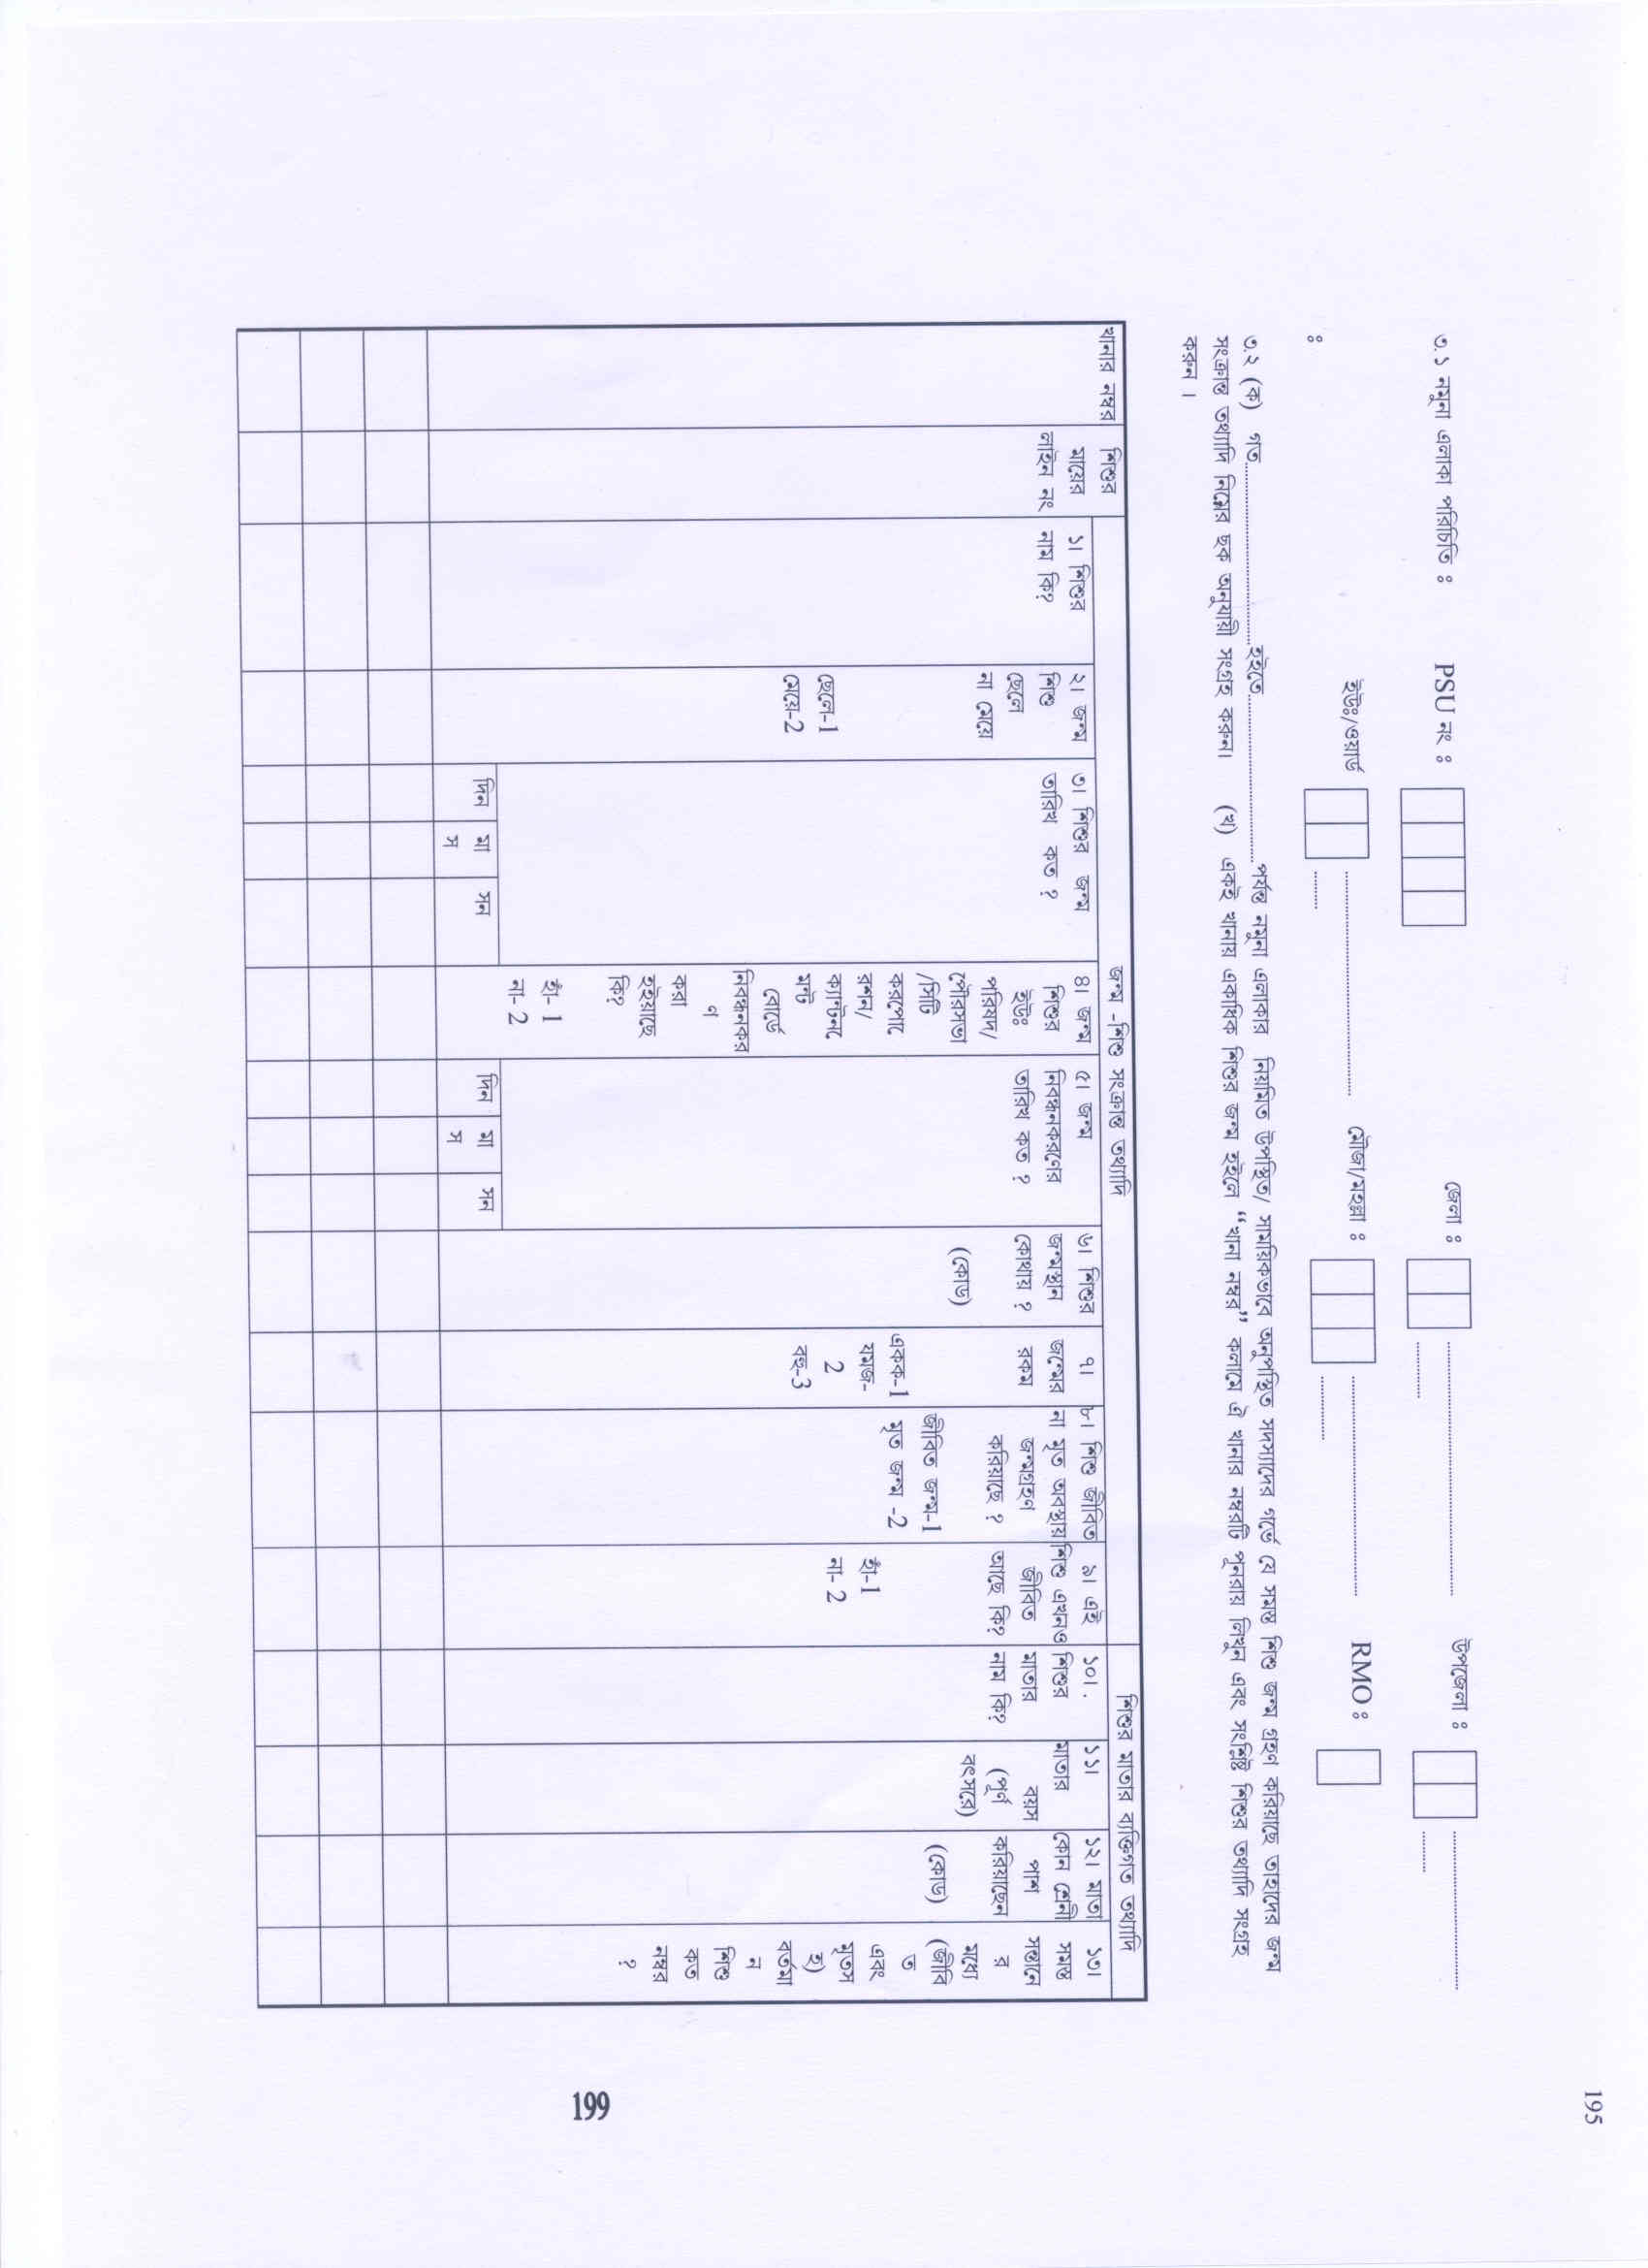 195
৩.১ নমুনা এলাকা পরিচিতি ঃ PSU নং ঃ জেলা ঃ উপজেলা ঃ
ইউঃ/ওয়ার্ড মৌজা/মহল্লা ঃ RMO ঃ
ঃ
৩.২ (ক) গত হইতে পর্যন্ত নমুনা এলাকার নিয়মিত উপস্থিত/ সাময়িকভাবে অনুপস্থিত সদস্যাদের গর্ভে যে সমস্ত শিশু জন্ম গ্রহণ করিয়াছে তাহাদের জন্ম
সংক্রান্ত তথ্যাদি নিম্নের ছক অনুযায়ী সংগ্রহ করুন। (খ) একই খানায় একাধিক শিশুর জন্ম হইলে “খানা নম্বর” কলামে ঐ খানার নম্বরটি পুনরায় লিখুন এবং সংশ্লিষ্ট শিশুর তথ্যাদি সংগ্রহ
করুন ।
খানার নম্বর
শিশুর
মায়ের
লাইন নং
জন্ম -শিশু সংক্রান্ত তথ্যাদি
শিশুর মাতার ব্যক্তিগত তথ্যাদি
১। শিশুর
নাম কি?
২। জন্ম
শিশু
ছেলে
না মেয়ে
ছেলে-1
মেয়ে-2
৩। শিশুর জন্ম
তারিখ কত ?
দিন
মা
স
সন
৪। জন্ম
শিশুর
ইউঃ
পরিষদ/
পৌরসভা
/সিটি
করপো
রশন/
ক্যান্টনমে
মন্ট
বোর্ডে
নিবন্ধনকর
ণ
করা
হইয়াছে
কি?
হ্যাঁ- 1
না- 2
৫। জন্ম
নিবন্ধনকরণের
তারিখ কত ?
দিন
মা
স
সন
৬। শিশুর
জন্মস্থান
কোথায় ?
(কোড)
৭।
জন্মের
রকম
একক-1
যমজ-
2
বহু-3
৮। শিশু জীবিত
না মৃত অবস্থায়
জন্মগ্রহণ
করিয়াছে ?
জীবিত জন্ম-1
মৃত জন্ম -2
৯। এই
শিশু এখনও
জীবিত
আছে কি?
হ্যাঁ-1
না- 2
১০। .
শিশুর
মাতার
নাম কি?
১১।
মাতার
বয়স
(পূর্ণ
বৎসরে)
১২। মাতা
কোন শ্রেণী
পাশ
করিয়াছেন
(কোড)
১৩।
সমস্ত
সন্তানে
র
মধ্যে
(জীবি
ত
এবং
মৃতস
হ)
বর্তমা
ন
শিশু
কত
নম্বর
?
199